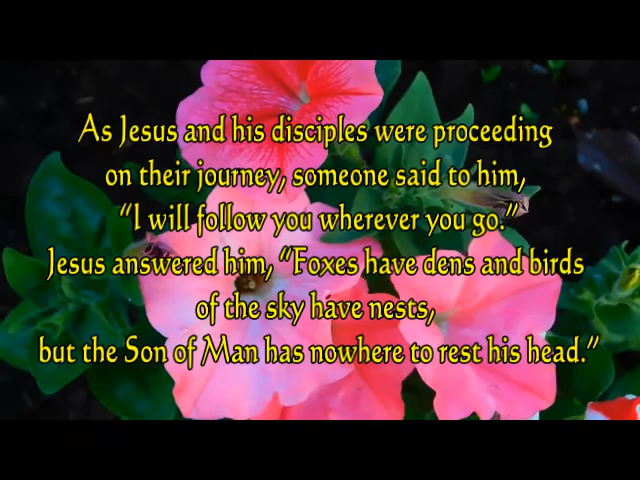 As Jesus and his disciples were proceeding
on their journey, someone said to him,
“I will follow you wherever you go.”
Jesus answered him, “Foxes have dens and birds
of the sky have nests,
but the Son of Man has nowhere to rest his head.”